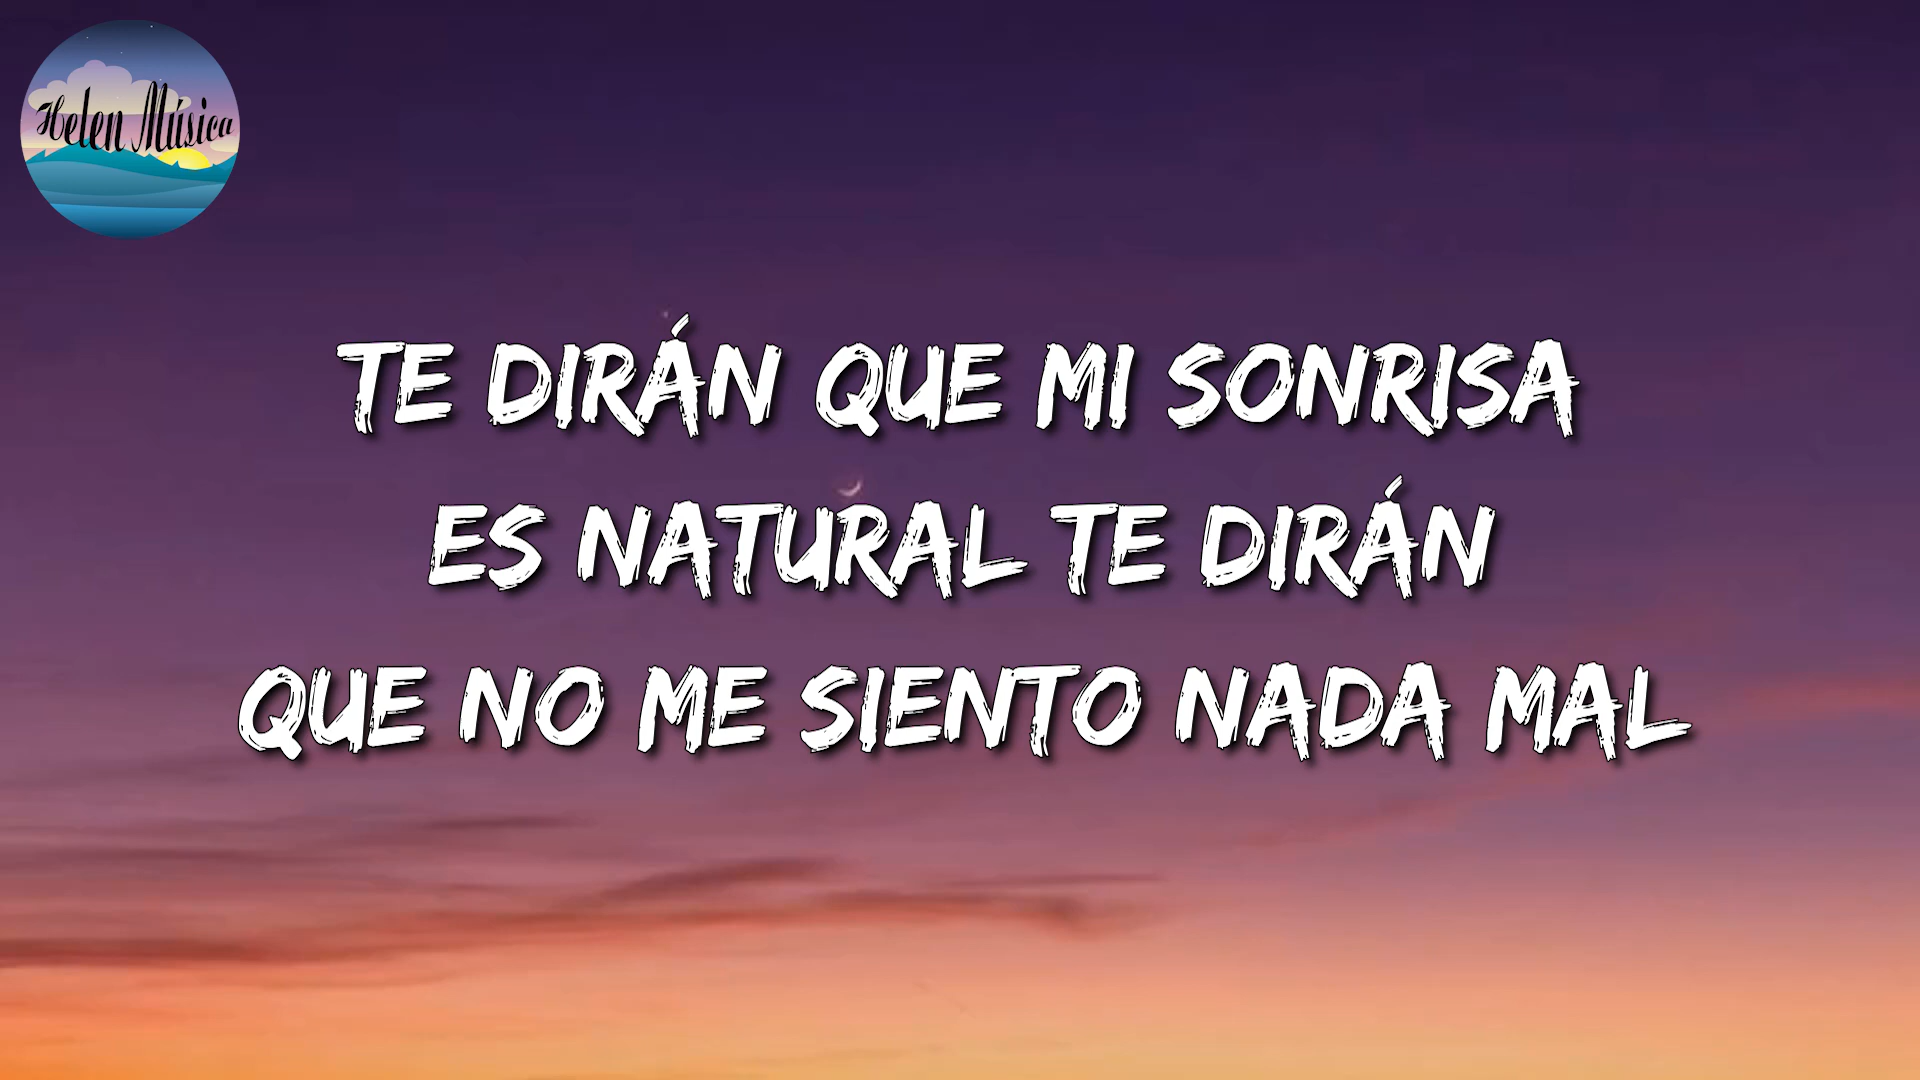 Helen Música
TE DIRÁN QUE MI SONRISA
ES NATURAL TE DIRÁN
QUE NO ME SIENTO NADA MAL